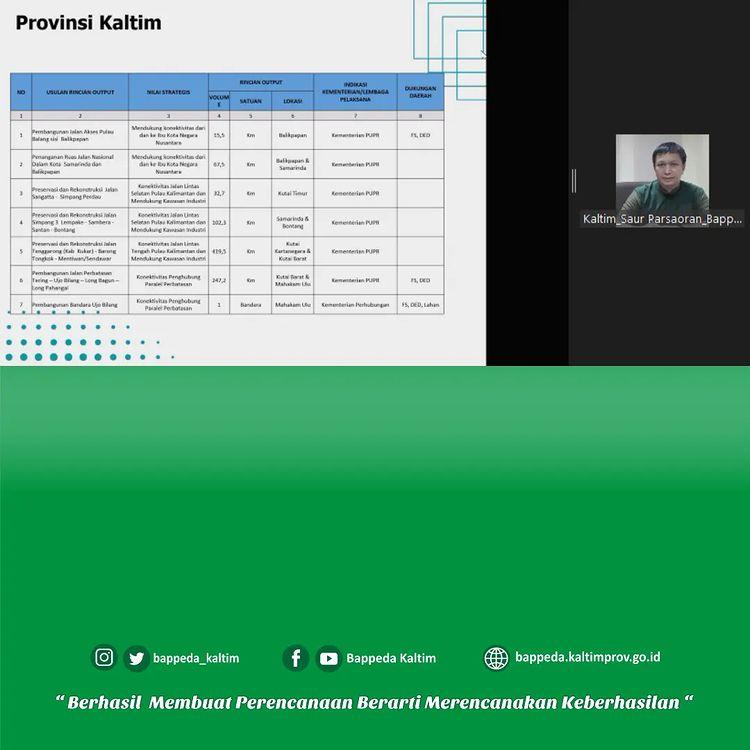 Provinsi Kaltim
NO USULAN RINCIAN OUTPUT NILAI STRATEGIS RINCIAN OUTPUT INDIKASI KEMENTERIAN/LEMBAGA PELAKSANA DUKUNGAN DAERAH
VOLUME SATUAN LOKASI
1 2 3 4 5 6 7 8
1 Pembangunan Jalan Akses Pulau Balang sisi Balikpapan Mendukung konektivitas dari dan ke Ibu Kota Negara Nusantara 15,5 Km Balikpapan Kementerian PUPR FS, DED
2 Penanganan Ruas Jalan Nasional Dalam Kota Samarinda dan Balikpapan Mendukung konektivitas dari dan ke Ibu Kota Negara Nusantara 67,5 Km Balikpapan & Samarinda Kementerian PUPR
3 Preservasi dan Rekonstruksi Jalan Sangatta - Simpang Perdau Konektivitas Jalan Lintas Selatan Pulau Kalimantan dan Mendukung Kawasan Industri 32,7 Km Kutai Timur Kementerian PUPR
4 Preservasi dan Rekonstruksi Jalan Simpang 3 Lempake - Sambera - Santan - Bontang Konektivitas Jalan Lintas Selatan Pulau Kalimantan dan Mendukung Kawasan Industri 102,3 Km Samarinda & Bontang Kementerian PUPR
5 Preservasi dan Rekonstruksi Jalan Tenggarong (Kab Kukar) - Barong Tongkok - Mentiwan/Sendawar Konektivitas Jalan Lintas Tengah Pulau Kalimantan dan Mendukung Kawasan Industri 419,5 Km Kutai Kartanegara & Kutai Barat Kementerian PUPR
6 Pembangunan Jalan Perbatasan Tering – Ujo Bilang – Long Bagun – Long Pahangai Konektivitas Penghubung Paralel Perbatasan 247,2 Km Kutai Barat & Mahakam Ulu Kementerian PUPR FS, DED
7 Pembangunan Bandara Ujo Bilang Konektivitas Penghubung Paralel Perbatasan 1 Bandara Mahakam Ulu Kementerian Perhubungan FS, DED, Lahan
Kaltim_Saur Parsaoran_Bapp...
bappeda_kaltim Bappeda Kaltim bappeda.kaltimprov.go.id
“ Berhasil Membuat Perencanaan Berarti Merencanakan Keberhasilan “